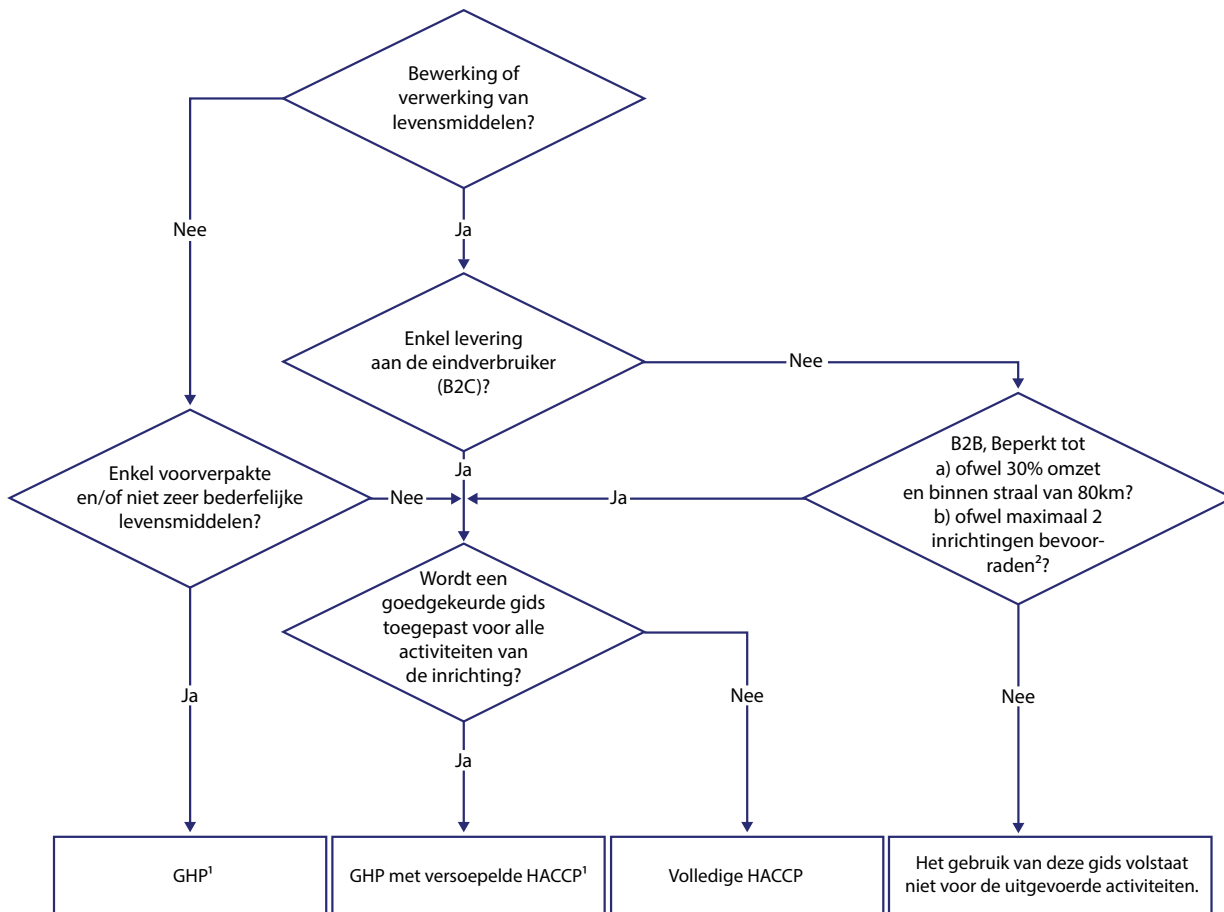 Bewerking of
verwerking van
levensmiddelen?
Nee
Ja
Enkel levering
aan de eindverbruiker
(B2C)?
Nee
Enkel voorverpakte
en/of niet zeer bederfelijke
levensmiddelen?
Nee
Ja
Ja
B2B, Beperkt tot
a) ofwel 30% omzet
en binnen straal van 80km?
b) ofwel maximaal 2
inrichtingen bevoor-
raden²?
Wordt een
goedgekeurde gids
toegepast voor alle
activiteiten van
de inrichting?
Ja
Ja
Nee
Nee
GHP¹
GHP met versoepelde HACCP¹
Volledige HACCP
Het gebruik van deze gids volstaat
niet voor de uitgevoerde activiteiten.